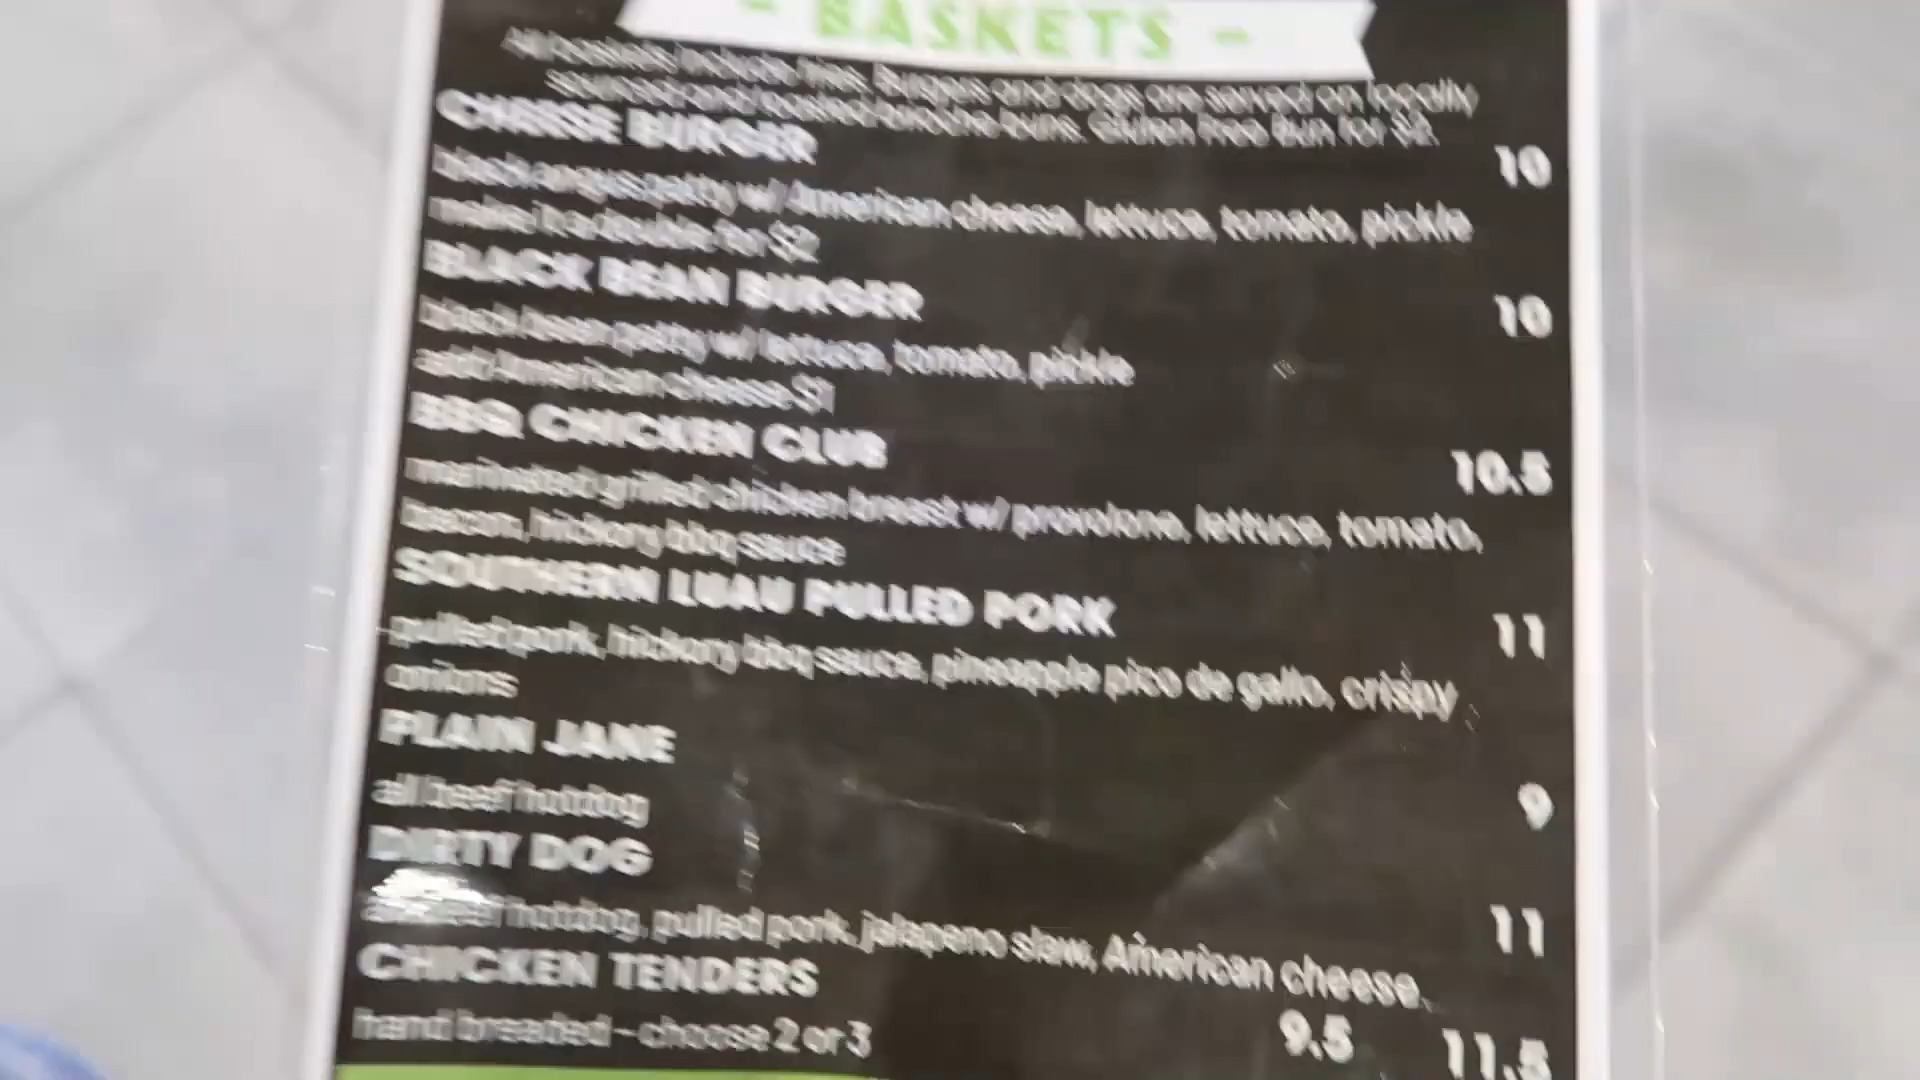 - BASKETS -
All baskets include fries. Burgers and dogs are served on locally
sourced and toasted brioche buns. Gluten Free Bun for $2.
CHEESE BURGER 10
black angus patty w/ American cheese, lettuce, tomato, pickle
make it a double for $2
BLACK BEAN BURGER 10
black bean patty w/ lettuce, tomato, pickle
add American cheese $1
BBQ CHICKEN CLUB 10.5
marinated grilled chicken breast w/ provolone, lettuce, tomato,
bacon, hickory bbq sauce
SOUTHERN LUAU PULLED PORK 11
pulled pork, hickory bbq sauce, pineapple pico de gallo, crispy
onions
PLAIN JANE 9
all beef hotdog
DIRTY DOG 11
all beef hotdog, pulled pork, jalapeno slaw, American cheese
CHICKEN TENDERS
hand breaded - choose 2 or 3 9.5 11.5